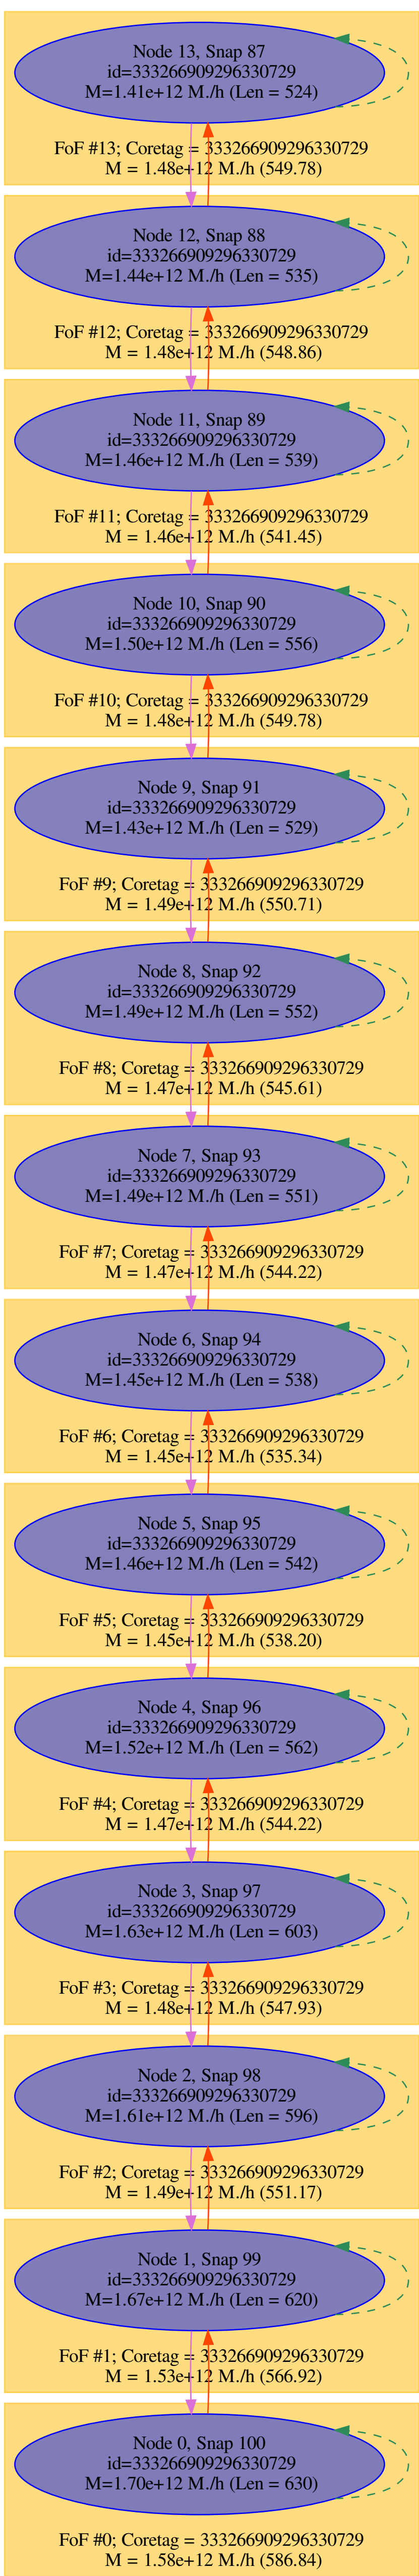 Node 13, Snap 87
id=333266909296330729
M=1.41e+12 M./h (Len = 524)
FoF #13; Coretag = 333266909296330729
M = 1.48e+12 M./h (549.78)
Node 12, Snap 88
id=333266909296330729
M=1.44e+12 M./h (Len = 535)
FoF #12; Coretag = 333266909296330729
M = 1.48e+12 M./h (548.86)
Node 11, Snap 89
id=333266909296330729
M=1.46e+12 M./h (Len = 539)
FoF #11; Coretag = 333266909296330729
M = 1.46e+12 M./h (541.45)
Node 10, Snap 90
id=333266909296330729
M=1.50e+12 M./h (Len = 556)
FoF #10; Coretag = 333266909296330729
M = 1.48e+12 M./h (549.78)
Node 9, Snap 91
id=333266909296330729
M=1.43e+12 M./h (Len = 529)
FoF #9; Coretag = 333266909296330729
M = 1.49e+12 M./h (550.71)
Node 8, Snap 92
id=333266909296330729
M=1.49e+12 M./h (Len = 552)
FoF #8; Coretag = 333266909296330729
M = 1.47e+12 M./h (545.61)
Node 7, Snap 93
id=333266909296330729
M=1.49e+12 M./h (Len = 551)
FoF #7; Coretag = 333266909296330729
M = 1.47e+12 M./h (544.22)
Node 6, Snap 94
id=333266909296330729
M=1.45e+12 M./h (Len = 538)
FoF #6; Coretag = 333266909296330729
M = 1.45e+12 M./h (535.34)
Node 5, Snap 95
id=333266909296330729
M=1.46e+12 M./h (Len = 542)
FoF #5; Coretag = 333266909296330729
M = 1.45e+12 M./h (538.20)
Node 4, Snap 96
id=333266909296330729
M=1.52e+12 M./h (Len = 562)
FoF #4; Coretag = 333266909296330729
M = 1.47e+12 M./h (544.22)
Node 3, Snap 97
id=333266909296330729
M=1.63e+12 M./h (Len = 603)
FoF #3; Coretag = 333266909296330729
M = 1.48e+12 M./h (547.93)
Node 2, Snap 98
id=333266909296330729
M=1.61e+12 M./h (Len = 596)
FoF #2; Coretag = 333266909296330729
M = 1.49e+12 M./h (551.17)
Node 1, Snap 99
id=333266909296330729
M=1.67e+12 M./h (Len = 620)
FoF #1; Coretag = 333266909296330729
M = 1.53e+12 M./h (566.92)
Node 0, Snap 100
id=333266909296330729
M=1.70e+12 M./h (Len = 630)
FoF #0; Coretag = 333266909296330729
M = 1.58e+12 M./h (586.84)